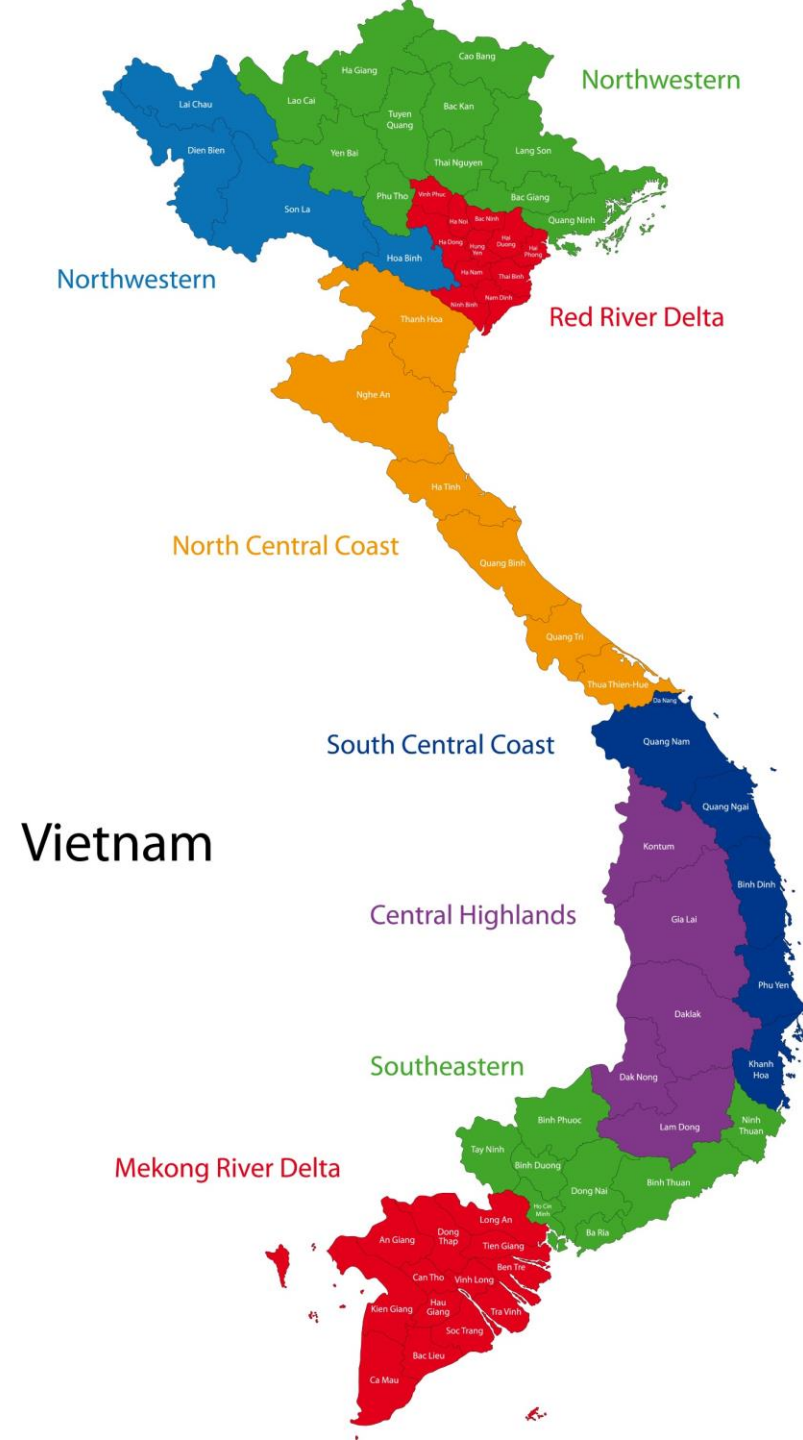 Cao Bang
Ha Giang
Northwestern
Lao Cai
Lai Chau
Bac Kan
Tuyen
Quang
Dien Bien
Yen Bai
Lang Son
Thai Nguyen
Phu Tho
Vinh Phuc
Bac Giang
Son La
Ha Noi
Bac Ninh
Quang Ninh
Ha Dong
Hung
Yen
Hai
Duong
Hai
Phong
Hoa Binh
Northwestern
Ha Nam
Thai Binh
Ninh Binh
Nam Dinh
Red River Delta
Thanh Hoa
Nghe An
Ha Tinh
North Central Coast
Quang Binh
Quang Tri
Thua Thien-Hue
Da Nang
South Central Coast
Quang Nam
Quang Ngai
Vietnam
Kontum
Binh Dinh
Central Highlands
Gia Lai
Phu Yen
Daklak
Southeastern
Khanh
Hoa
Dak Nong
Binh Phuoc
Lam Dong
Ninh
Thuan
Tay Ninh
Mekong River Delta
Binh Duong
Dong Nai
Binh Thuan
Ho Cin
Minh
Long An
Ba Ria
An Giang
Dong
Thap
Tien Giang
Ben Tre
Can Tho
Vinh Long
Kien Giang
Hau
Giang
Tra Vinh
Soc Trang
Bac Lieu
Ca Mau